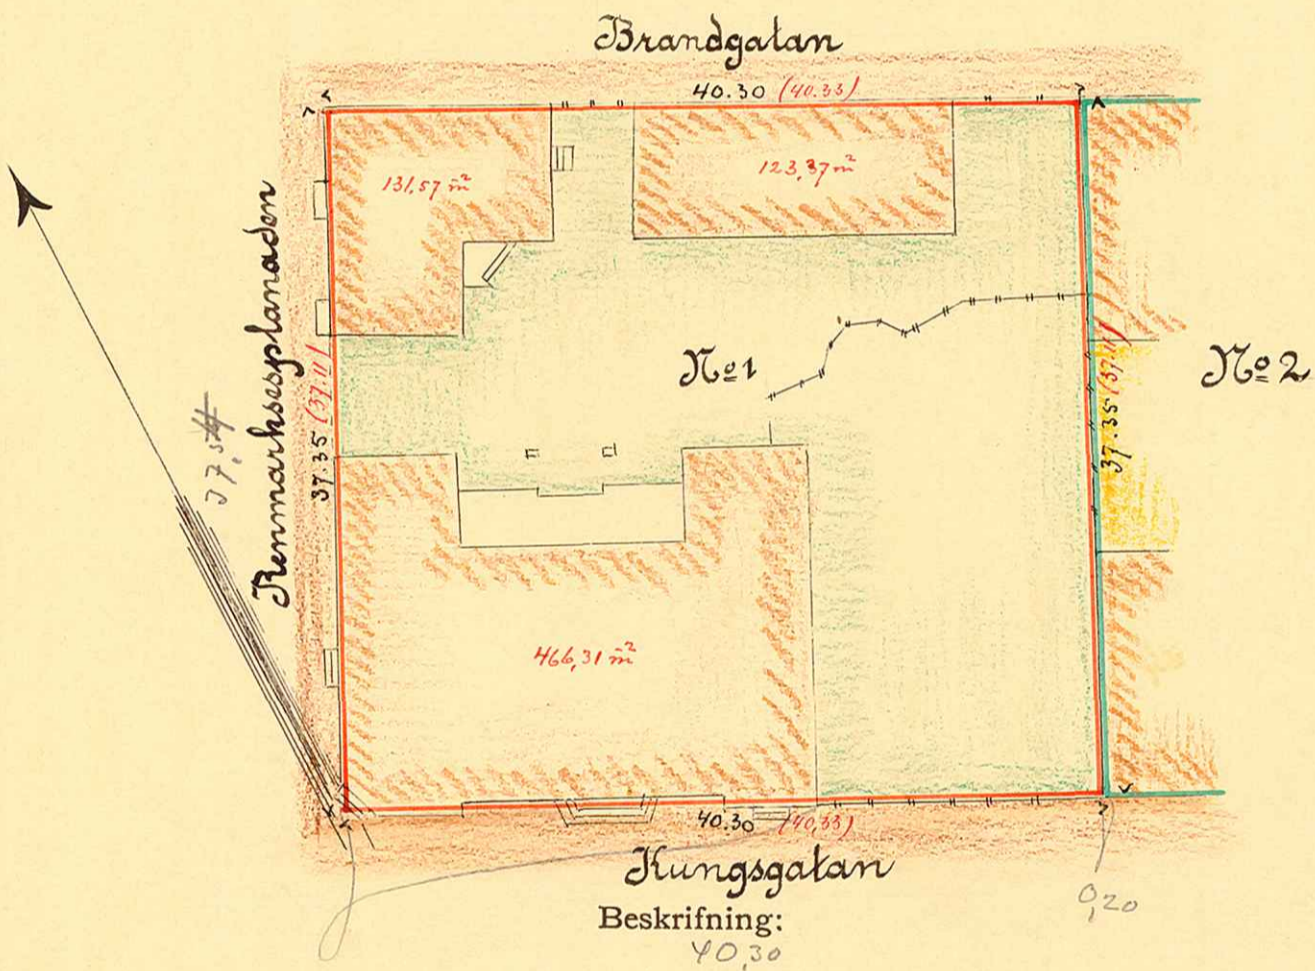 Brandgatan
40.30 (40.33)
131,57 m²
123,37 m²
Renmarksesplanaden
37.35 (37.11)
No 1
No 2
37.35 (37.11)
466,31 m²
40.30 (40,33)
Kungsgatan
0,20
Beskrifning:
40,30